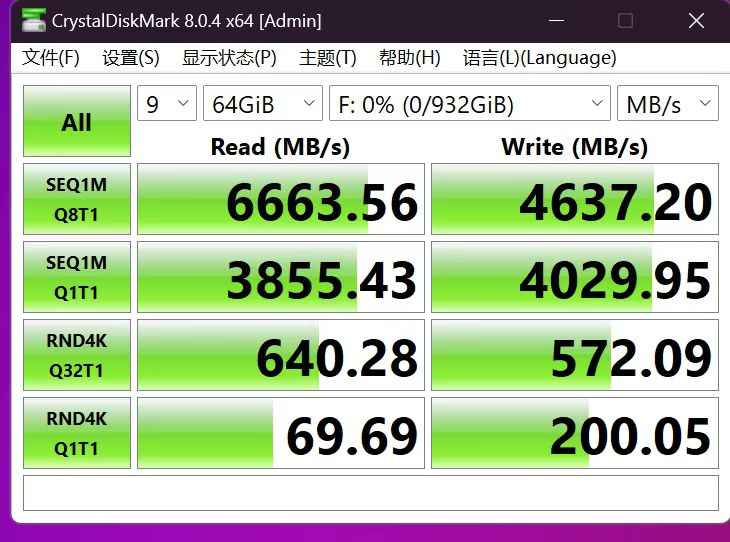 CrystalDiskMark 8.0.4 x64 [Admin]
文件(F) 设置(S) 显示状态(P) 主题(T) 帮助(H) 语言(L)(Language)
All 9 64GiB F: 0% (0/932GiB) MB/s
Read (MB/s) Write (MB/s)
SEQ1M
Q8T1 6663.56 4637.20
SEQ1M
Q1T1 3855.43 4029.95
RND4K
Q32T1 640.28 572.09
RND4K
Q1T1 69.69 200.05